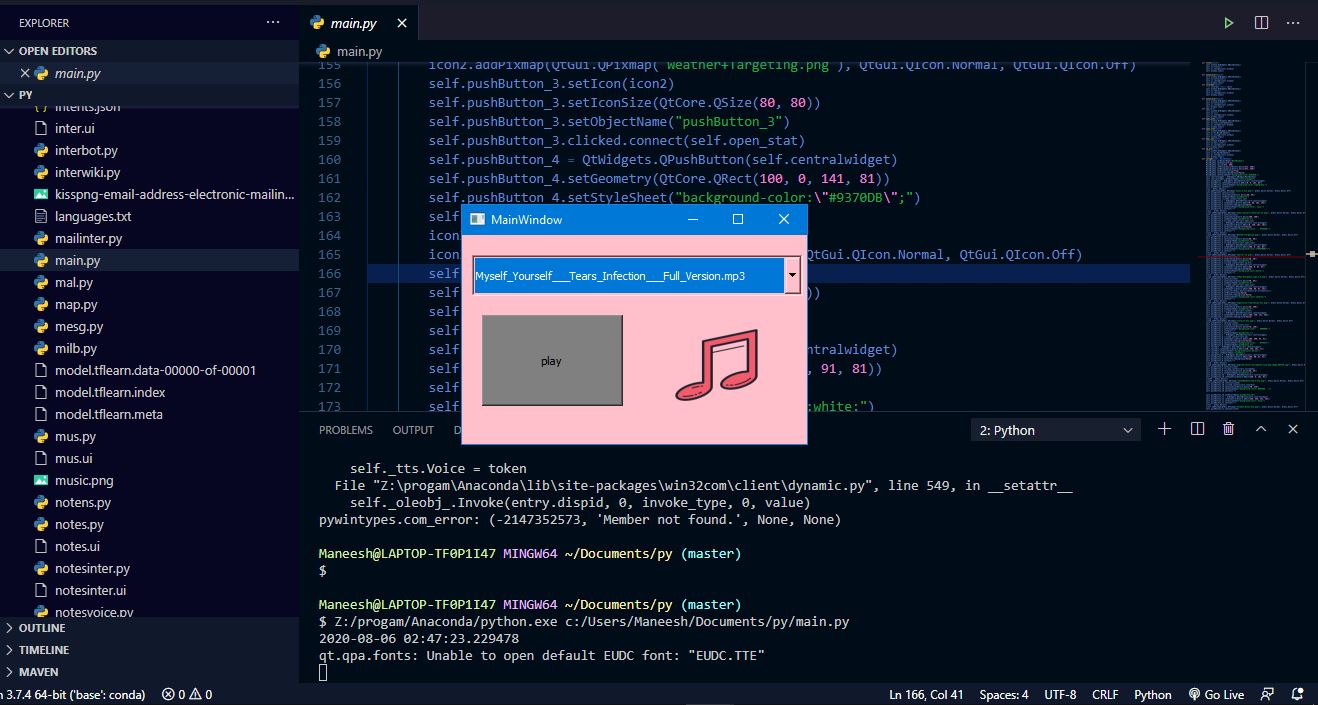 EXPLORER
···
main.py
OPEN EDITORS
main.py
main.py
PY
intents.json
inter.ui
interbot.py
interwiki.py
kisspng-email-address-electronic-mailin...
languages.txt
mailinter.py
main.py
mal.py
map.py
mesg.py
milb.py
model.tflearn.data-00000-of-00001
model.tflearn.index
model.tflearn.meta
mus.py
mus.ui
music.png
notens.py
notes.py
notes.ui
notesinter.py
notesinter.ui
notesvoice.py
OUTLINE
TIMELINE
MAVEN
155 icon2.addPixmap(QtGui.QPixmap("Weather+Targeting.png"), QtGui.QIcon.Normal, QtGui.QIcon.Off)
156 self.pushButton_3.setIcon(icon2)
157 self.pushButton_3.setIconSize(QtCore.QSize(80, 80))
158 self.pushButton_3.setObjectName("pushButton_3")
159 self.pushButton_3.clicked.connect(self.open_stat)
160 self.pushButton_4 = QtWidgets.QPushButton(self.centralwidget)
161 self.pushButton_4.setGeometry(QtCore.QRect(100, 0, 141, 81))
162 self.pushButton_4.setStyleSheet("background-color:\"#9370DB\";")
163 self
164 icon
165 icon QtGui.QIcon.Normal, QtGui.QIcon.Off)
166 self
167 self ))
168 self
169 self
170 self ntralwidget)
171 self , 91, 81))
172 self
173 self :white:")
MainWindow
Myself_Yourself___Tears_Infection___Full_Version.mp3
play
PROBLEMS OUTPUT D 2: Python
self._tts.Voice = token
File "Z:\progam\Anaconda\lib\site-packages\win32com\client\dynamic.py", line 549, in __setattr__
self._oleobj_.Invoke(entry.dispid, 0, invoke_type, 0, value)
pywintypes.com_error: (-2147352573, 'Member not found.', None, None)
Maneesh@LAPTOP-TF0P1I47 MINGW64 ~/Documents/py (master)
$
Maneesh@LAPTOP-TF0P1I47 MINGW64 ~/Documents/py (master)
$ Z:/progam/Anaconda/python.exe c:/Users/Maneesh/Documents/py/main.py
2020-08-06 02:47:23.229478
qt.qpa.fonts: Unable to open default EUDC font: "EUDC.TTE"
n 3.7.4 64-bit ('base': conda) 0 0 Ln 166, Col 41 Spaces: 4 UTF-8 CRLF Python Go Live